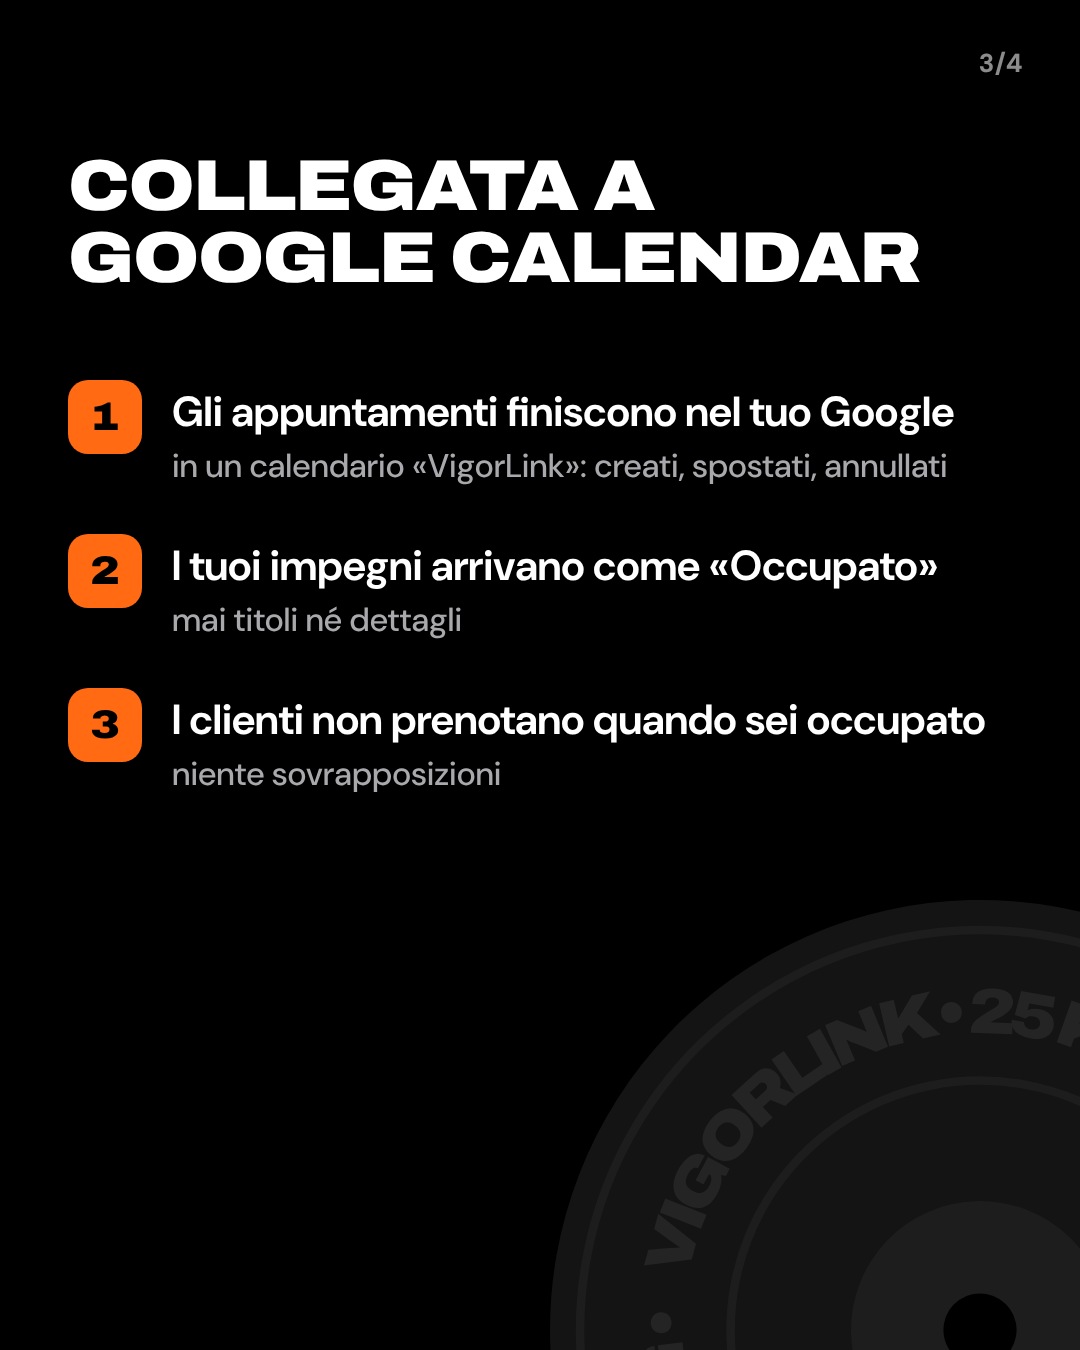 3/4
COLLEGATA A
GOOGLE CALENDAR
1
Gli appuntamenti finiscono nel tuo Google
in un calendario «VigorLink»: creati, spostati, annullati
2
I tuoi impegni arrivano come «Occupato»
mai titoli né dettagli
3
I clienti non prenotano quando sei occupato
niente sovrapposizioni
VIGORLINK • 25